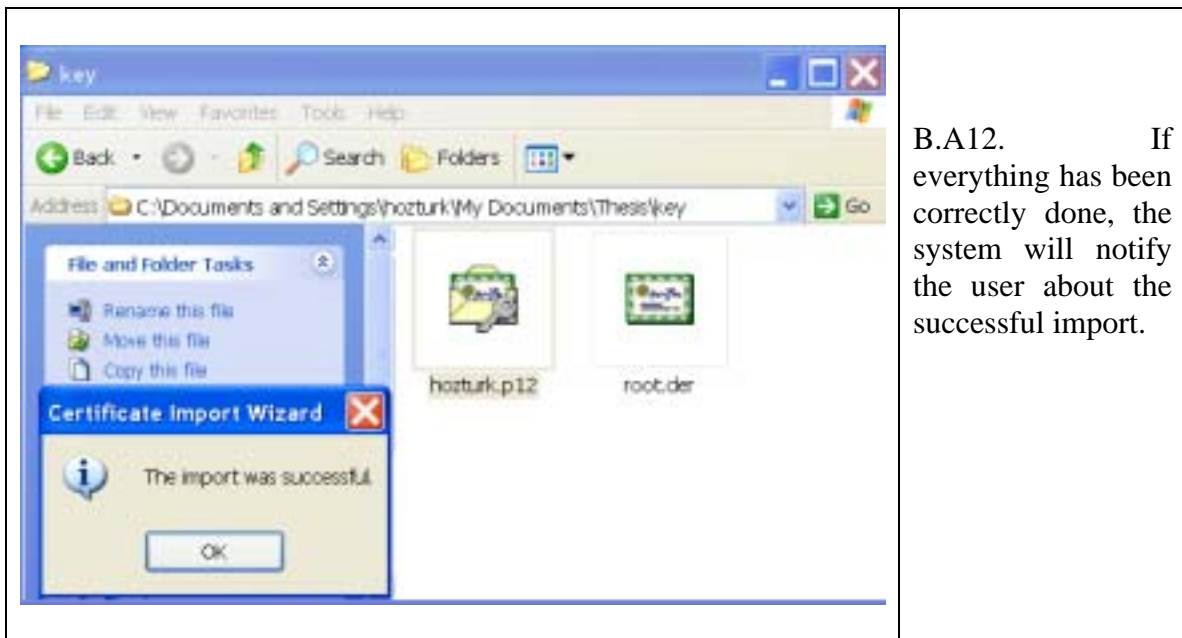 key
File Edit View Favorites Tools Help
Back Search Folders
Address C:\Documents and Settings\hozturk\My Documents\Thesis\key Go
File and Folder Tasks
Rename this file
Move this file
Copy this file
hozturk.p12 root.der
Certificate Import Wizard
The import was successful.
OK
B.A12. If
everything has been
correctly done, the
system will notify
the user about the
successful import.